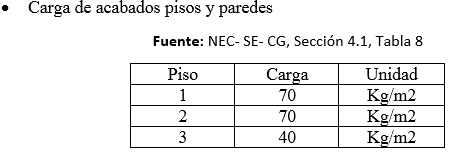 • Carga de acabados pisos y paredes
Fuente: NEC- SE- CG, Sección 4.1, Tabla 8
Piso Carga Unidad
1 70 Kg/m2
2 70 Kg/m2
3 40 Kg/m2